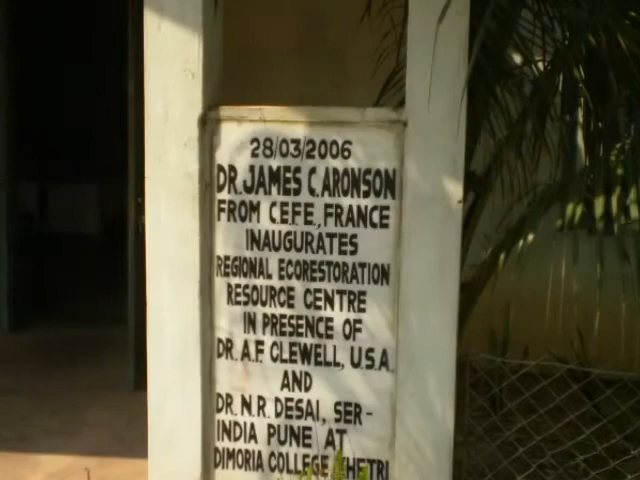 28/03/2006
DR. JAMES C. ARONSON
FROM C.E.F.E., FRANCE
INAUGURATES
REGIONAL ECORESTORATION
RESOURCE CENTRE
IN PRESENCE OF
DR. A.F. CLEWELL, U.S.A.
AND
DR. N.R. DESAI, SER-
INDIA PUNE AT
DIMORIA COLLEGE KHETRI